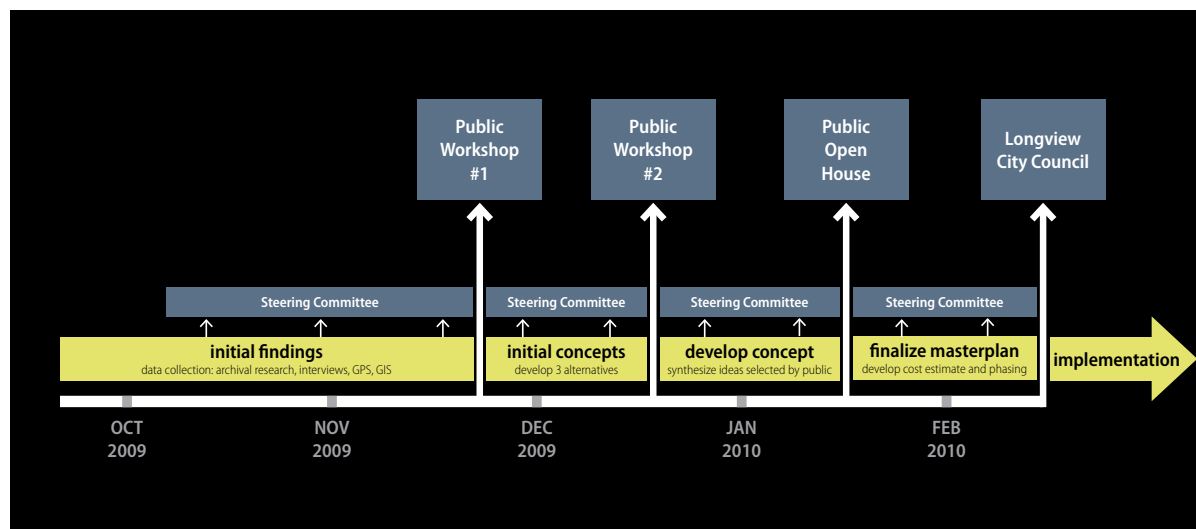 Public
Workshop
#1
Public
Workshop
#2
Public
Open
House
Longview
City Council
Steering Committee
Steering Committee
Steering Committee
Steering Committee
initial findings
data collection: archival research, interviews, GPS, GIS
initial concepts
develop 3 alternatives
develop concept
synthesize ideas selected by public
finalize masterplan
develop cost estimate and phasing
implementation
OCT
2009
NOV
2009
DEC
2009
JAN
2010
FEB
2010